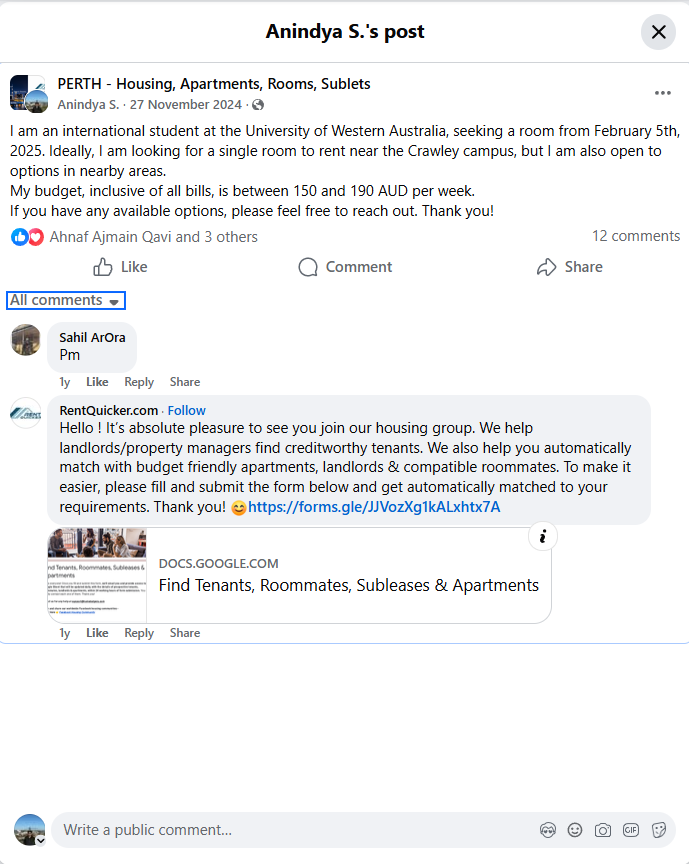 Anindya S.'s post
PERTH - Housing, Apartments, Rooms, Sublets
Anindya S. · 27 November 2024 ·
I am an international student at the University of Western Australia, seeking a room from February 5th,
2025. Ideally, I am looking for a single room to rent near the Crawley campus, but I am also open to
options in nearby areas.
My budget, inclusive of all bills, is between 150 and 190 AUD per week.
If you have any available options, please feel free to reach out. Thank you!
Ahnaf Ajmain Qavi and 3 others
12 comments
Like
Comment
Share
All comments
Sahil ArOra
Pm
1y Like Reply Share
RentQuicker.com · Follow
Hello ! It's absolute pleasure to see you join our housing group. We help
landlords/property managers find creditworthy tenants. We also help you automatically
match with budget friendly apartments, landlords & compatible roommates. To make it
easier, please fill and submit the form below and get automatically matched to your
requirements. Thank you! 😊https://forms.gle/JJVozXg1kALxhtx7A
nd Tenants, Roommates, Subleases &
partments
DOCS.GOOGLE.COM
Find Tenants, Roommates, Subleases & Apartments
1y Like Reply Share
Write a public comment...
GIF